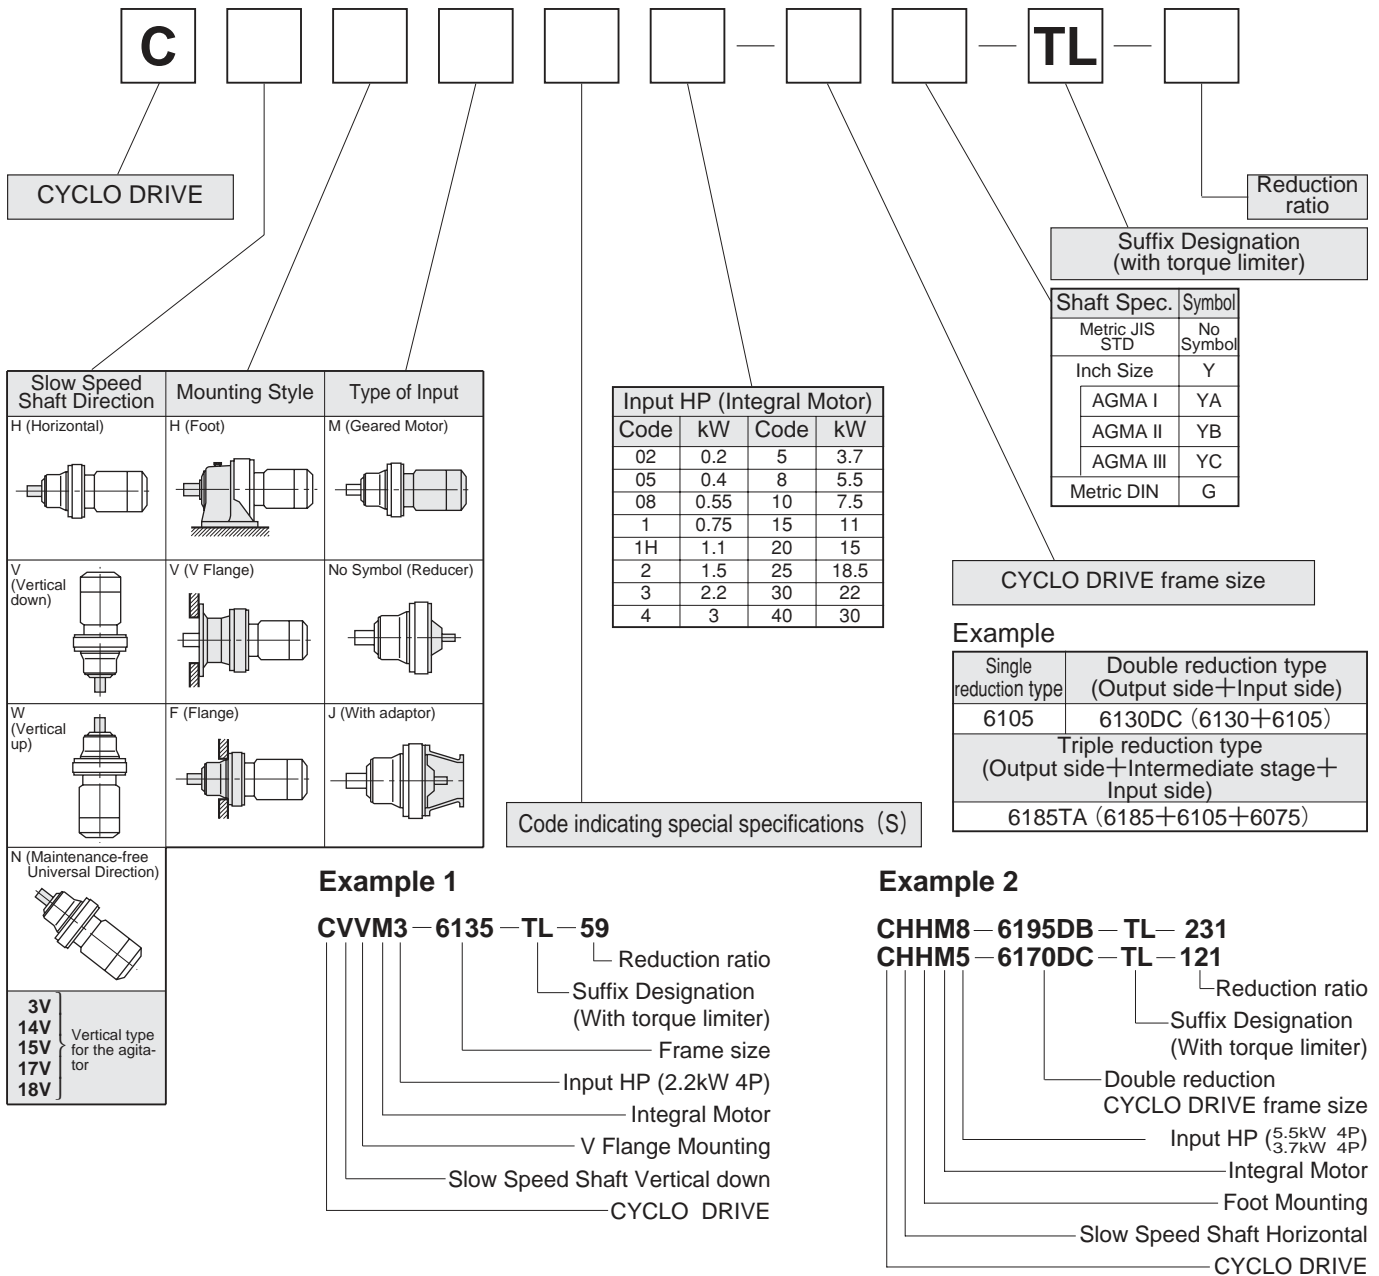 C — — TL —
CYCLO DRIVE
Reduction
ratio
Suffix Designation
(with torque limiter)
Shaft Spec. Symbol
Metric JIS
STD
No
Symbol
Inch Size Y
AGMA I YA
AGMA II YB
AGMA III YC
Metric DIN G
Slow Speed
Shaft Direction
Mounting Style
Type of Input
H (Horizontal)
H (Foot)
M (Geared Motor)
V
(Vertical
down)
V (V Flange)
No Symbol (Reducer)
W
(Vertical
up)
F (Flange)
J (With adaptor)
N (Maintenance-free
Universal Direction)
3V
14V
15V
17V
18V
Vertical type
for the agita-
tor
Input HP (Integral Motor)
Code kW Code kW
02 0.2 5 3.7
05 0.4 8 5.5
08 0.55 10 7.5
1 0.75 15 11
1H 1.1 20 15
2 1.5 25 18.5
3 2.2 30 22
4 3 40 30
CYCLO DRIVE frame size
Example
Single
reduction type
Double reduction type
(Output side＋Input side)
6105 6130DC（6130＋6105）
Triple reduction type
(Output side＋Intermediate stage＋
Input side)
6185TA（6185＋6105＋6075）
Code indicating special specifications（S）
Example 1
CVVM3－6135－TL－59
Reduction ratio
Suffix Designation
(With torque limiter)
Frame size
Input HP (2.2kW 4P)
Integral Motor
V Flange Mounting
Slow Speed Shaft Vertical down
CYCLO DRIVE
Example 2
CHHM8－6195DB－TL－231
CHHM5－6170DC－TL－121
Reduction ratio
Suffix Designation
(With torque limiter)
Double reduction
CYCLO DRIVE frame size
Input HP (5.5kW 4P
3.7kW 4P)
Integral Motor
Foot Mounting
Slow Speed Shaft Horizontal
CYCLO DRIVE